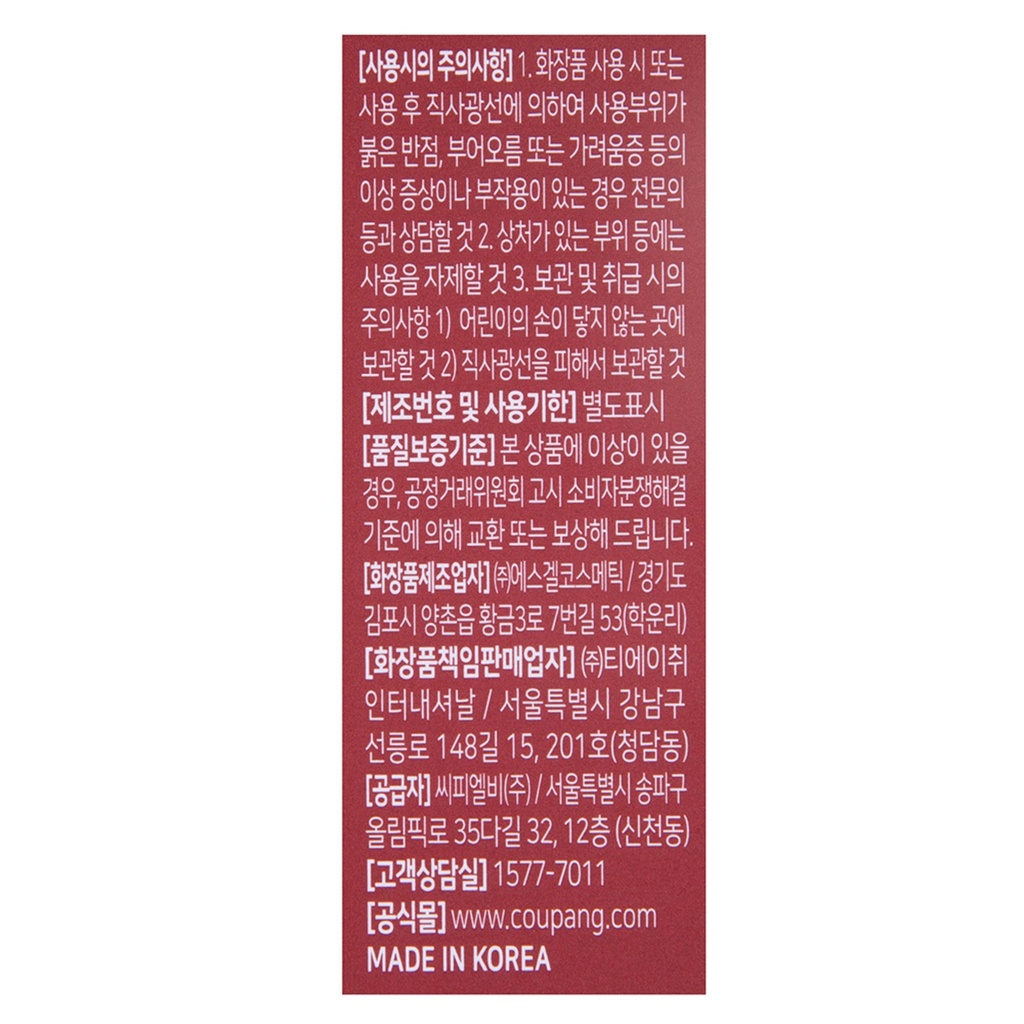 [사용시의 주의사항] 1. 화장품 사용 시 또는
사용 후 직사광선에 의하여 사용부위가
붉은 반점, 부어오름 또는 가려움증 등의
이상 증상이나 부작용이 있는 경우 전문의
등과 상담할 것 2. 상처가 있는 부위 등에는
사용을 자제할 것 3. 보관 및 취급 시의
주의사항 1) 어린이의 손이 닿지 않는 곳에
보관할 것 2) 직사광선을 피해서 보관할 것
[제조번호 및 사용기한] 별도표시
[품질보증기준] 본 상품에 이상이 있을
경우, 공정거래위원회 고시 소비자분쟁해결
기준에 의해 교환 또는 보상해 드립니다.
[화장품제조업자] ㈜에스겔코스메틱 / 경기도
김포시 양촌읍 황금3로 7번길 53(학운리)
[화장품책임판매업자] ㈜티에이취
인터내셔날 / 서울특별시 강남구
선릉로 148길 15, 201호(청담동)
[공급자] 씨피엘비(주) / 서울특별시 송파구
올림픽로 35다길 32, 12층 (신천동)
[고객상담실] 1577-7011
[공식몰] www.coupang.com
MADE IN KOREA